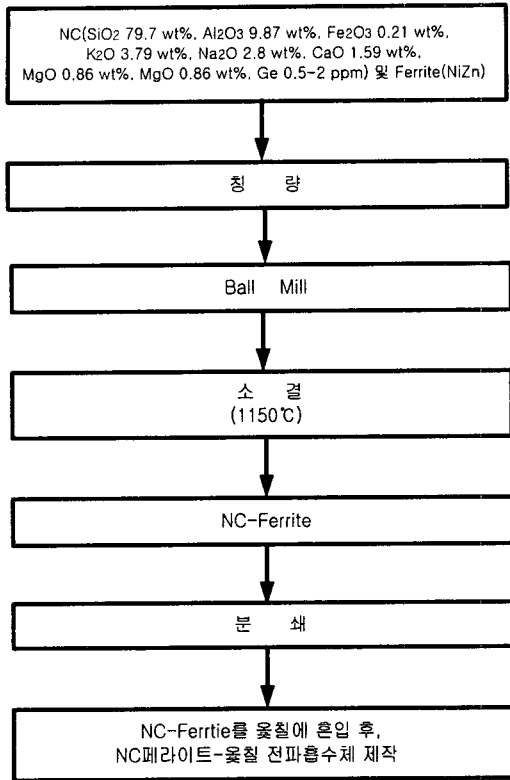 NC(SiO2 79.7 wt%, Al2O3 9.87 wt%, Fe2O3 0.21 wt%,
K2O 3.79 wt%, Na2O 2.8 wt%, CaO 1.59 wt%,
MgO 0.86 wt%, MgO 0.86 wt%, Ge 0.5-2 ppm) 및 Ferrite(NiZn)
칭 량
Ball Mill
소 결
(1150℃)
NC-Ferrite
분 쇄
NC-Ferrtie를 옻칠에 혼입 후,
NC페라이트-옻칠 전파흡수체 제작